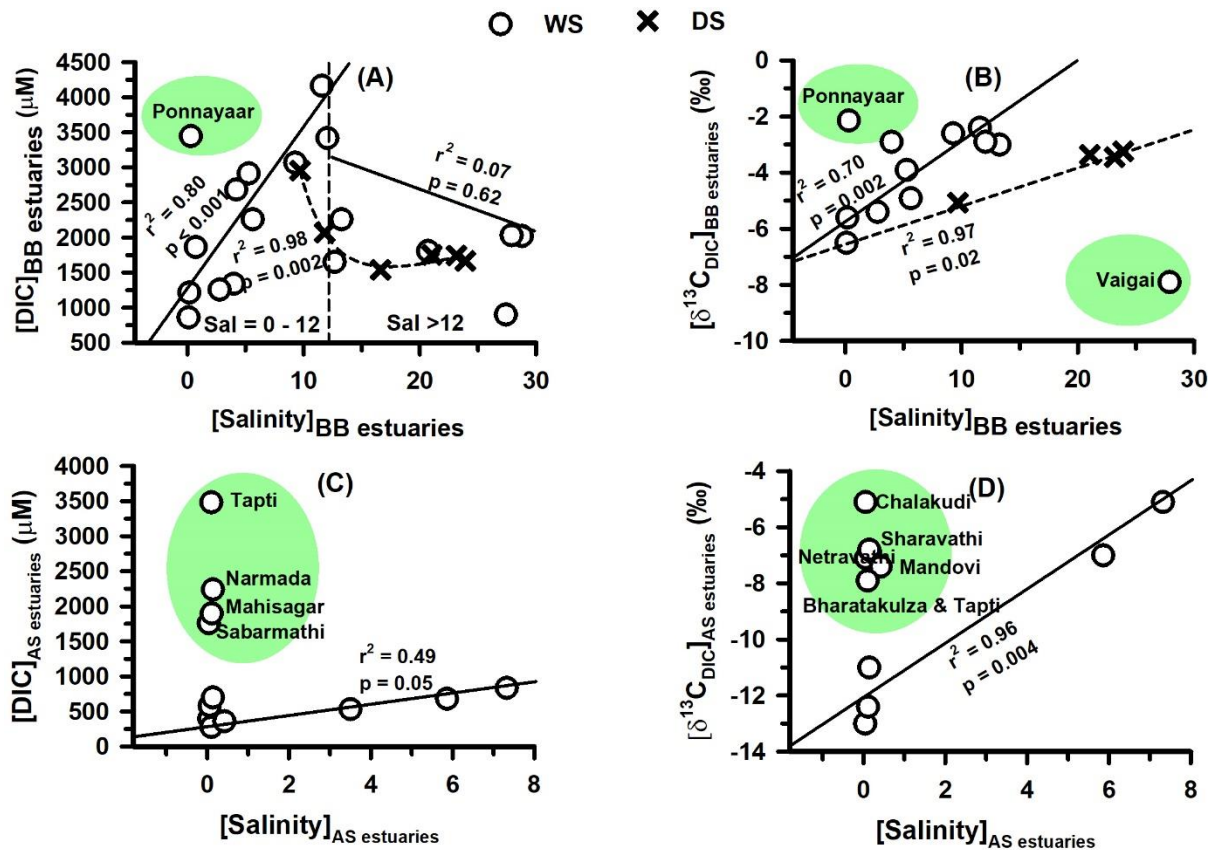 WS DS
(A)
[DIC]BB estuaries (µM)
4500
4000
3500
3000
2500
2000
1500
1000
500
Ponnayaar
r² = 0.80
p < 0.001
r² = 0.98
p = 0.002
r² = 0.07
p = 0.62
Sal = 0 - 12
Sal >12
0 10 20 30
[Salinity]BB estuaries
(B)
[δ¹³C_DIC]BB estuaries (‰)
0
-2
-4
-6
-8
-10
Ponnayaar
r² = 0.70
p = 0.002
r² = 0.97
p = 0.02
Vaigai
0 10 20 30
[Salinity]BB estuaries
(C)
[DIC]AS estuaries (µM)
4000
3500
3000
2500
2000
1500
1000
500
0
Tapti
Narmada
Mahisagar
Sabarmathi
r² = 0.49
p = 0.05
0 2 4 6 8
[Salinity]AS estuaries
(D)
[δ¹³C_DIC]AS estuaries (‰)
-4
-6
-8
-10
-12
-14
Chalakudi
Sharavathi
Netravathi
Mandovi
Bharatakulza & Tapti
r² = 0.96
p = 0.004
0 2 4 6 8
[Salinity]AS estuaries